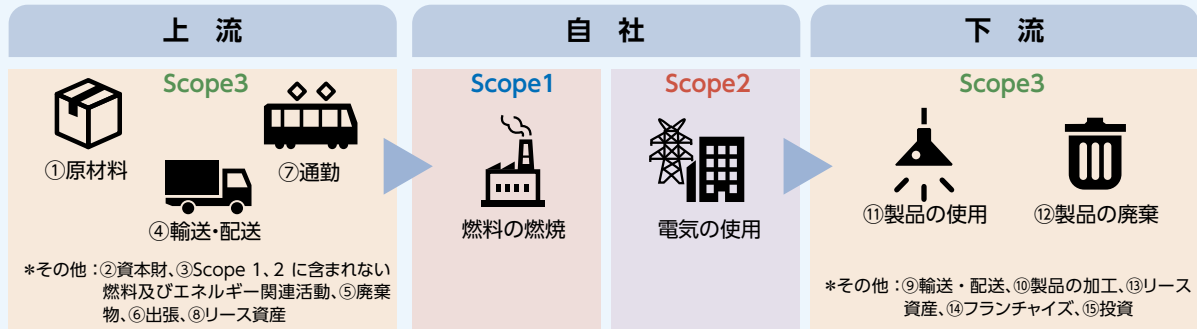 上 流
Scope3
①原材料
⑦通勤
④輸送・配送
*その他：②資本財、③Scope 1、2 に含まれない
燃料及びエネルギー関連活動、⑤廃棄
物、⑥出張、⑧リース資産
自 社
Scope1
燃料の燃焼
Scope2
電気の使用
下 流
Scope3
⑪製品の使用
⑫製品の廃棄
*その他：⑨輸送・配送、⑩製品の加工、⑬リース
資産、⑭フランチャイズ、⑮投資